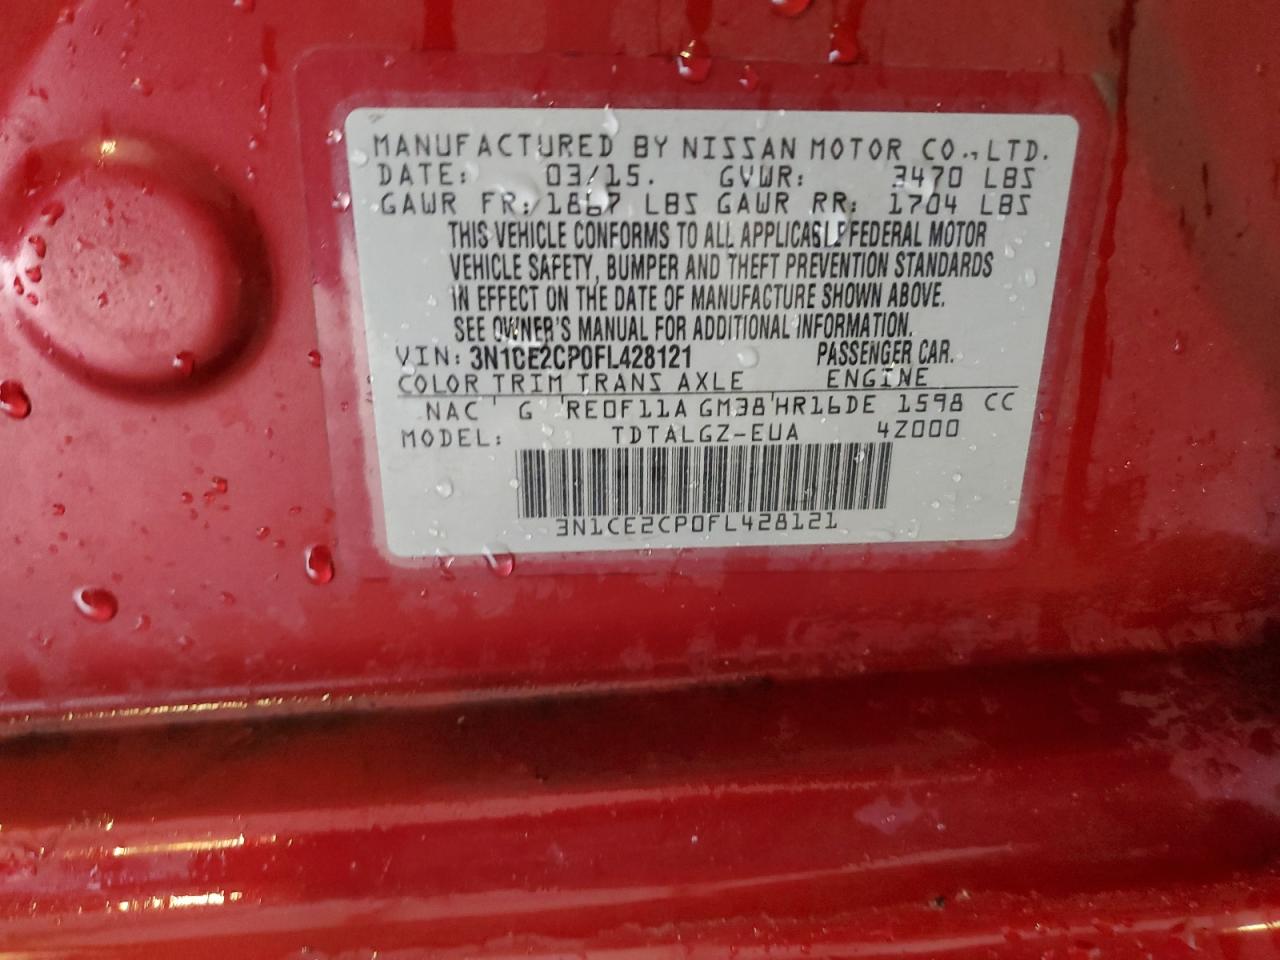 MANUFACTURED BY NISSAN MOTOR CO., LTD.
DATE: 03/15. GVWR: 3470 LBS
GAWR FR: 1867 LBS GAWR RR: 1704 LBS
THIS VEHICLE CONFORMS TO ALL APPLICABLE FEDERAL MOTOR
VEHICLE SAFETY, BUMPER AND THEFT PREVENTION STANDARDS
IN EFFECT ON THE DATE OF MANUFACTURE SHOWN ABOVE.
SEE OWNER'S MANUAL FOR ADDITIONAL INFORMATION.
VIN: 3N1CE2CP0FL428121 PASSENGER CAR.
COLOR TRIM TRANS AXLE ENGINE
NAC G RE0F11A GM38 HR16DE 1598 CC
MODEL: TDTALGZ-EUA 4Z000
3N1CE2CP0FL428121